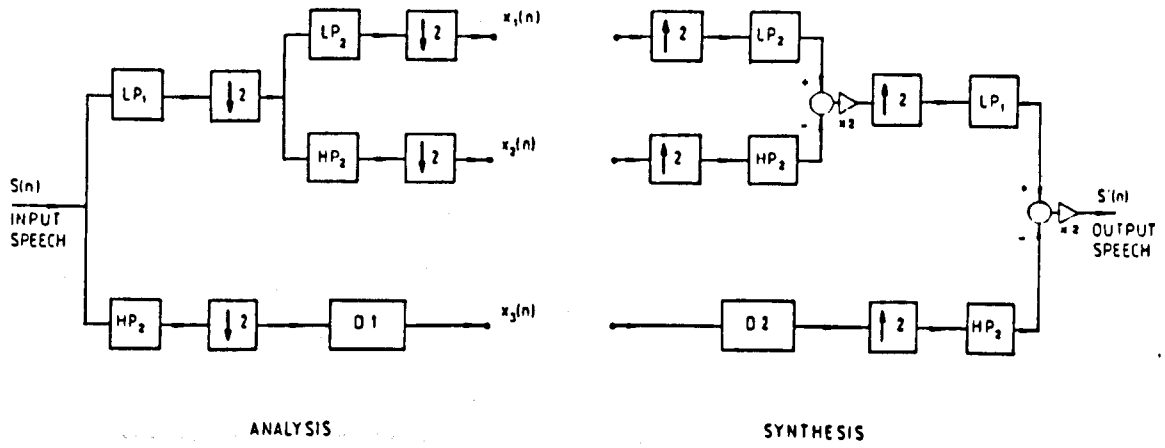 x₁(n)
LP₂
↓ 2
↑ 2
LP₂
LP₁
↓ 2
+
x2
↑ 2
LP₁
-
HP₂
↓ 2
x₂(n)
↑ 2
HP₂
S(n)
INPUT
SPEECH
+
-
x2
S'(n)
OUTPUT
SPEECH
HP₂
↓ 2
D1
x₃(n)
D2
↑ 2
HP₂
ANALYSIS
SYNTHESIS